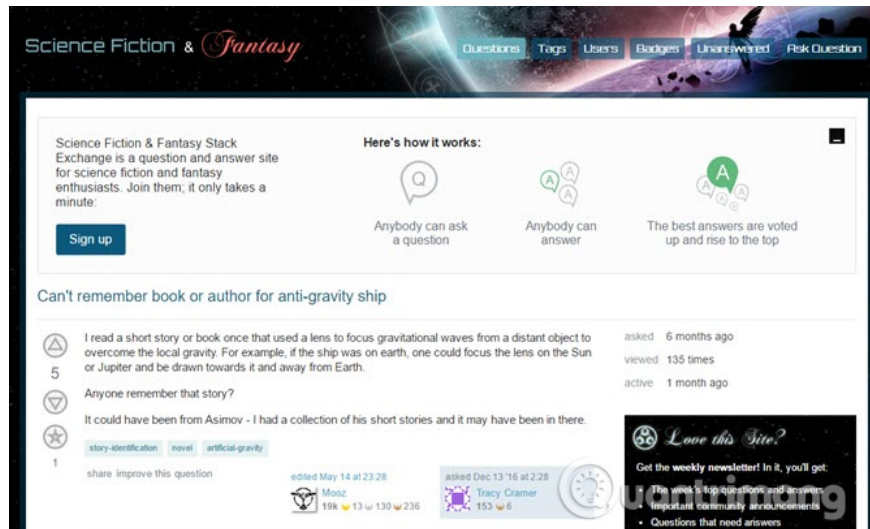 Science Fiction & Fantasy
Questions Tags Users Badges Unanswered Ask Question
Science Fiction & Fantasy Stack
Exchange is a question and answer site
for science fiction and fantasy
enthusiasts. Join them; it only takes a
minute:
Sign up
Here's how it works:
Q
Anybody can ask
a question
A
A
A
Anybody can
answer
A
A
A
A
The best answers are voted
up and rise to the top
Can't remember book or author for anti-gravity ship
5
1
I read a short story or book once that used a lens to focus gravitational waves from a distant object to
overcome the local gravity. For example, if the ship was on earth, one could focus the lens on the Sun
or Jupiter and be drawn towards it and away from Earth.
Anyone remember that story?
It could have been from Asimov - I had a collection of his short stories and it may have been in there.
story-identification novel artificial-gravity
share improve this question
edited May 14 at 23:28
Mooz
19k 13 130 236
asked Dec 13 '16 at 2:28
Tracy Cramer
153 6
asked 6 months ago
viewed 135 times
active 1 month ago
Love this Site?
Get the weekly newsletter! In it, you'll get:
• The week's top questions and answers
• Important community announcements
• Questions that need answers
uantrimang